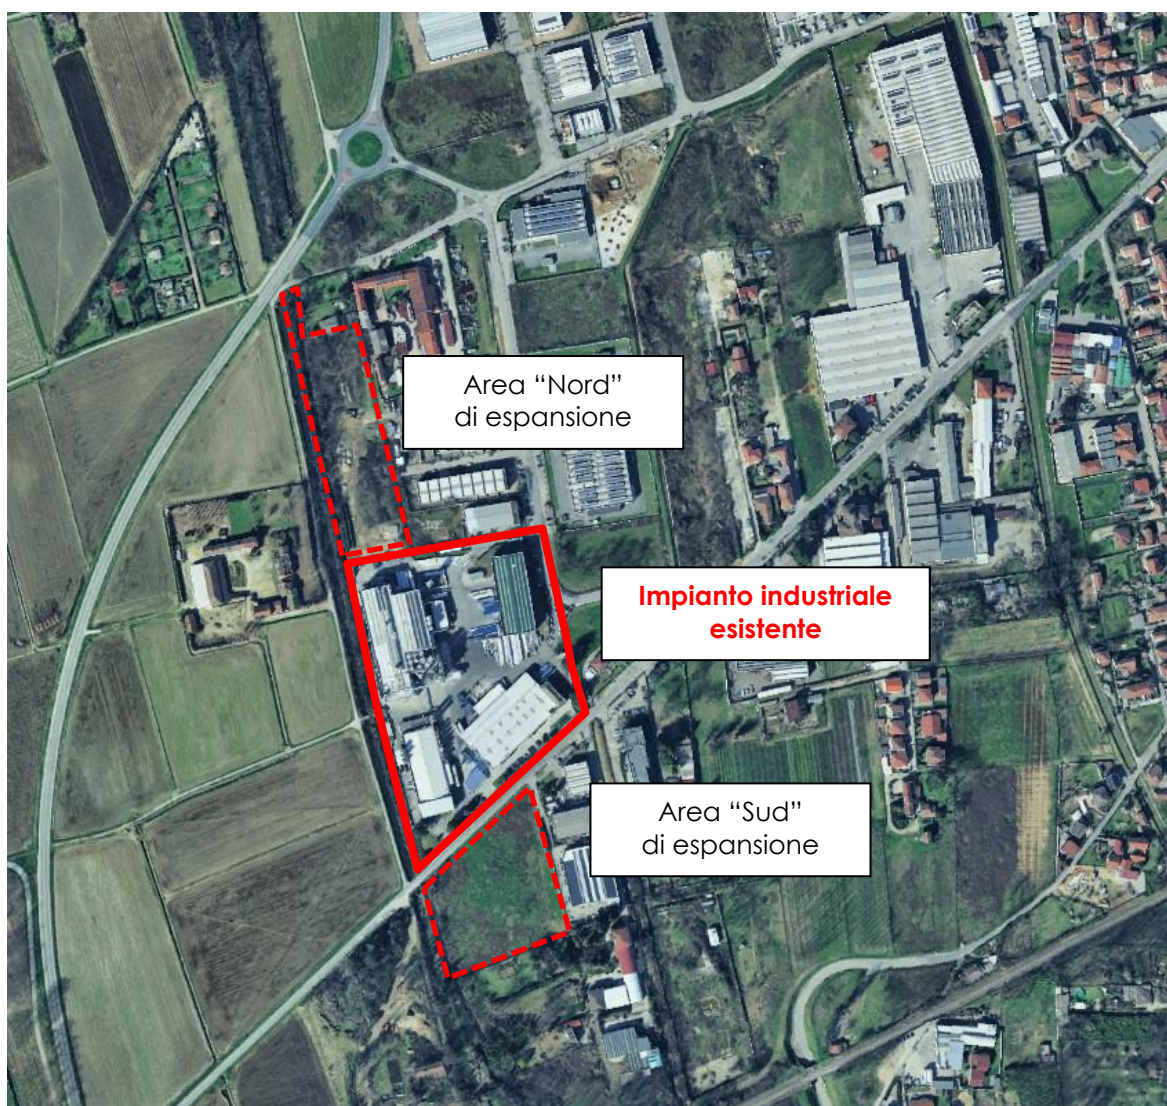 Area “Nord”
di espansione
Impianto industriale
esistente
Area “Sud”
di espansione